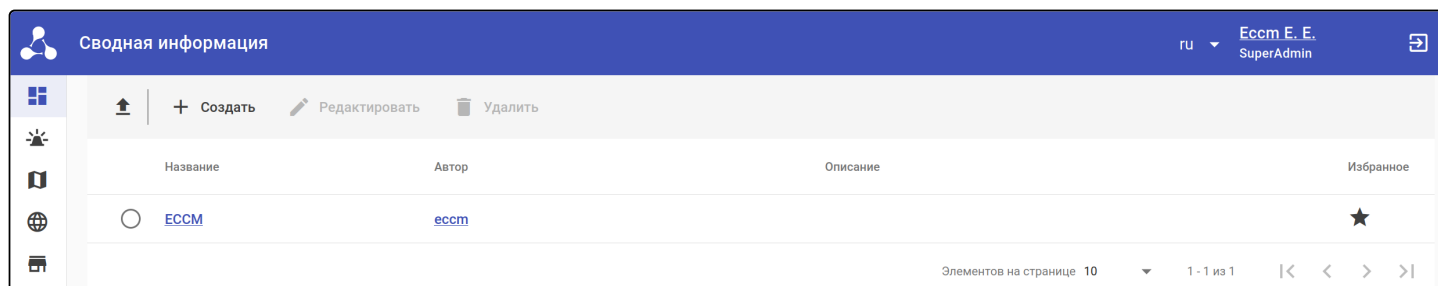 Сводная информация
ru
Eccm E. E.
SuperAdmin
Создать Редактировать Удалить
Название Автор Описание Избранное
ECCM eccm
Элементов на странице 10 1 - 1 из 1